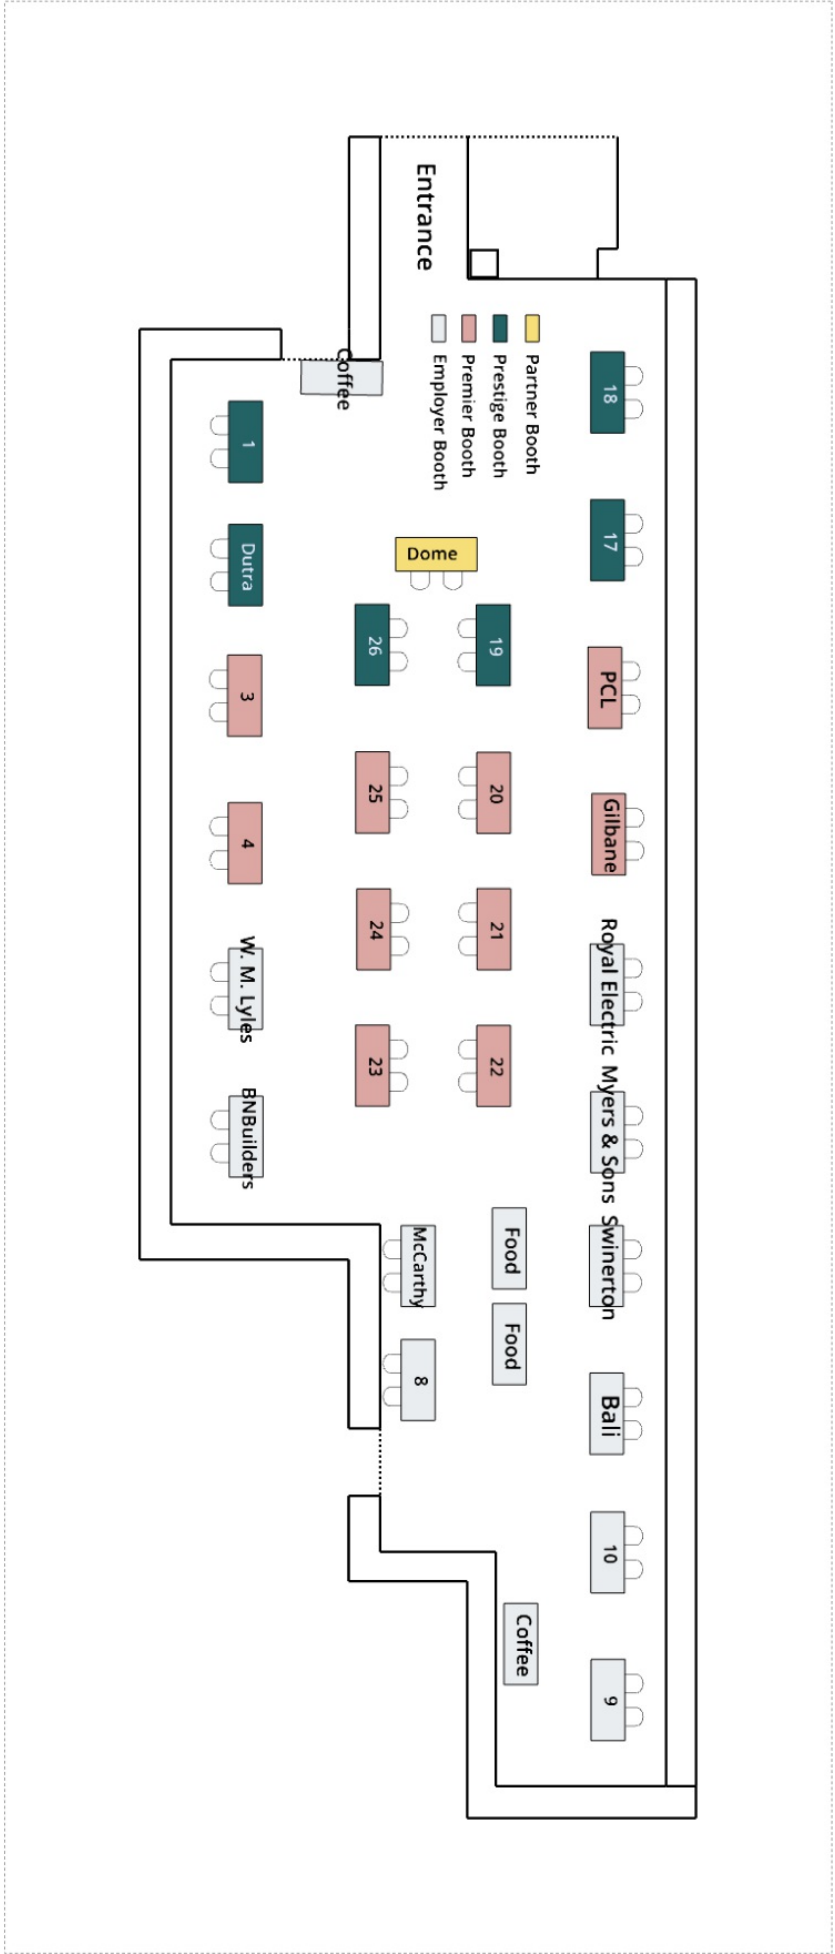 Entrance
Partner Booth
Prestige Booth
Premier Booth
Employer Booth
Coffee
18
1
17
Dome
Dutra
26
19
PCL
3
25
20
Gilbane
4
24
21
Royal Electric
W. M. Lyles
23
22
Myers & Sons
BNBuilders
McCarthy
Food
Swinerton
Food
8
Bali
10
Coffee
9